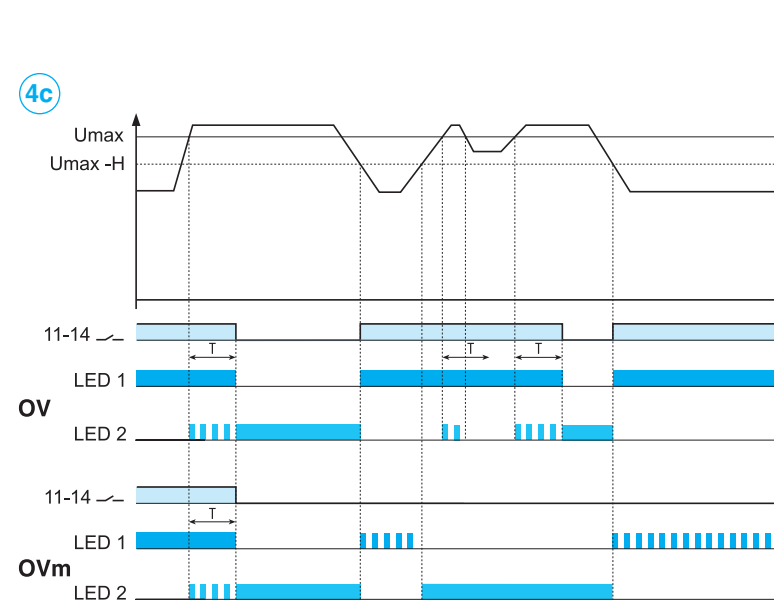 4c
Umax
Umax -H
11-14
T
T
T
LED 1
OV
LED 2
11-14
T
LED 1
OVm
LED 2